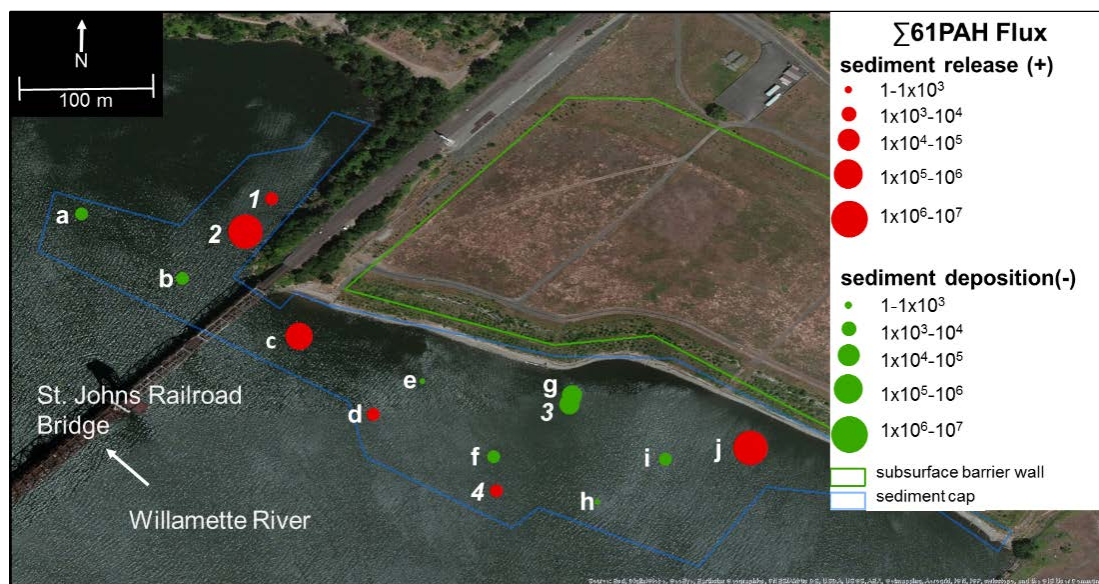 N
100 m
∑61PAH Flux
sediment release (+)
1-1x10³
1x10³-10⁴
1x10⁴-10⁵
1x10⁵-10⁶
1x10⁶-10⁷
sediment deposition(-)
1-1x10³
1x10³-10⁴
1x10⁴-10⁵
1x10⁵-10⁶
1x10⁶-10⁷
subsurface barrier wall
sediment cap
1
a
2
b
c
e
g
3
d
j
f
i
4
h
St. Johns Railroad
Bridge
Willamette River